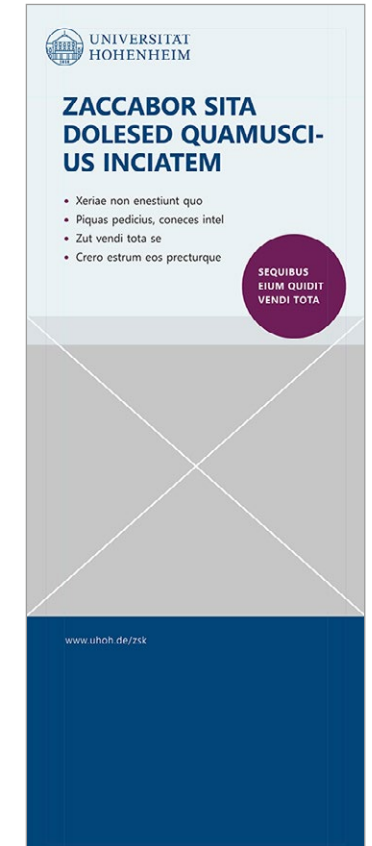 UNIVERSITÄT
HOHENHEIM
1818
ZACCABOR SITA
DOLESED QUAMUSCI-
US INCIATEM
• Xeriae non enestiunt quo
• Piquas pedicius, coneces intel
• Zut vendi tota se
• Crero estrum eos precturque
SEQUIBUS
EIUM QUIDIT
VENDI TOTA
www.uhoh.de/zsk